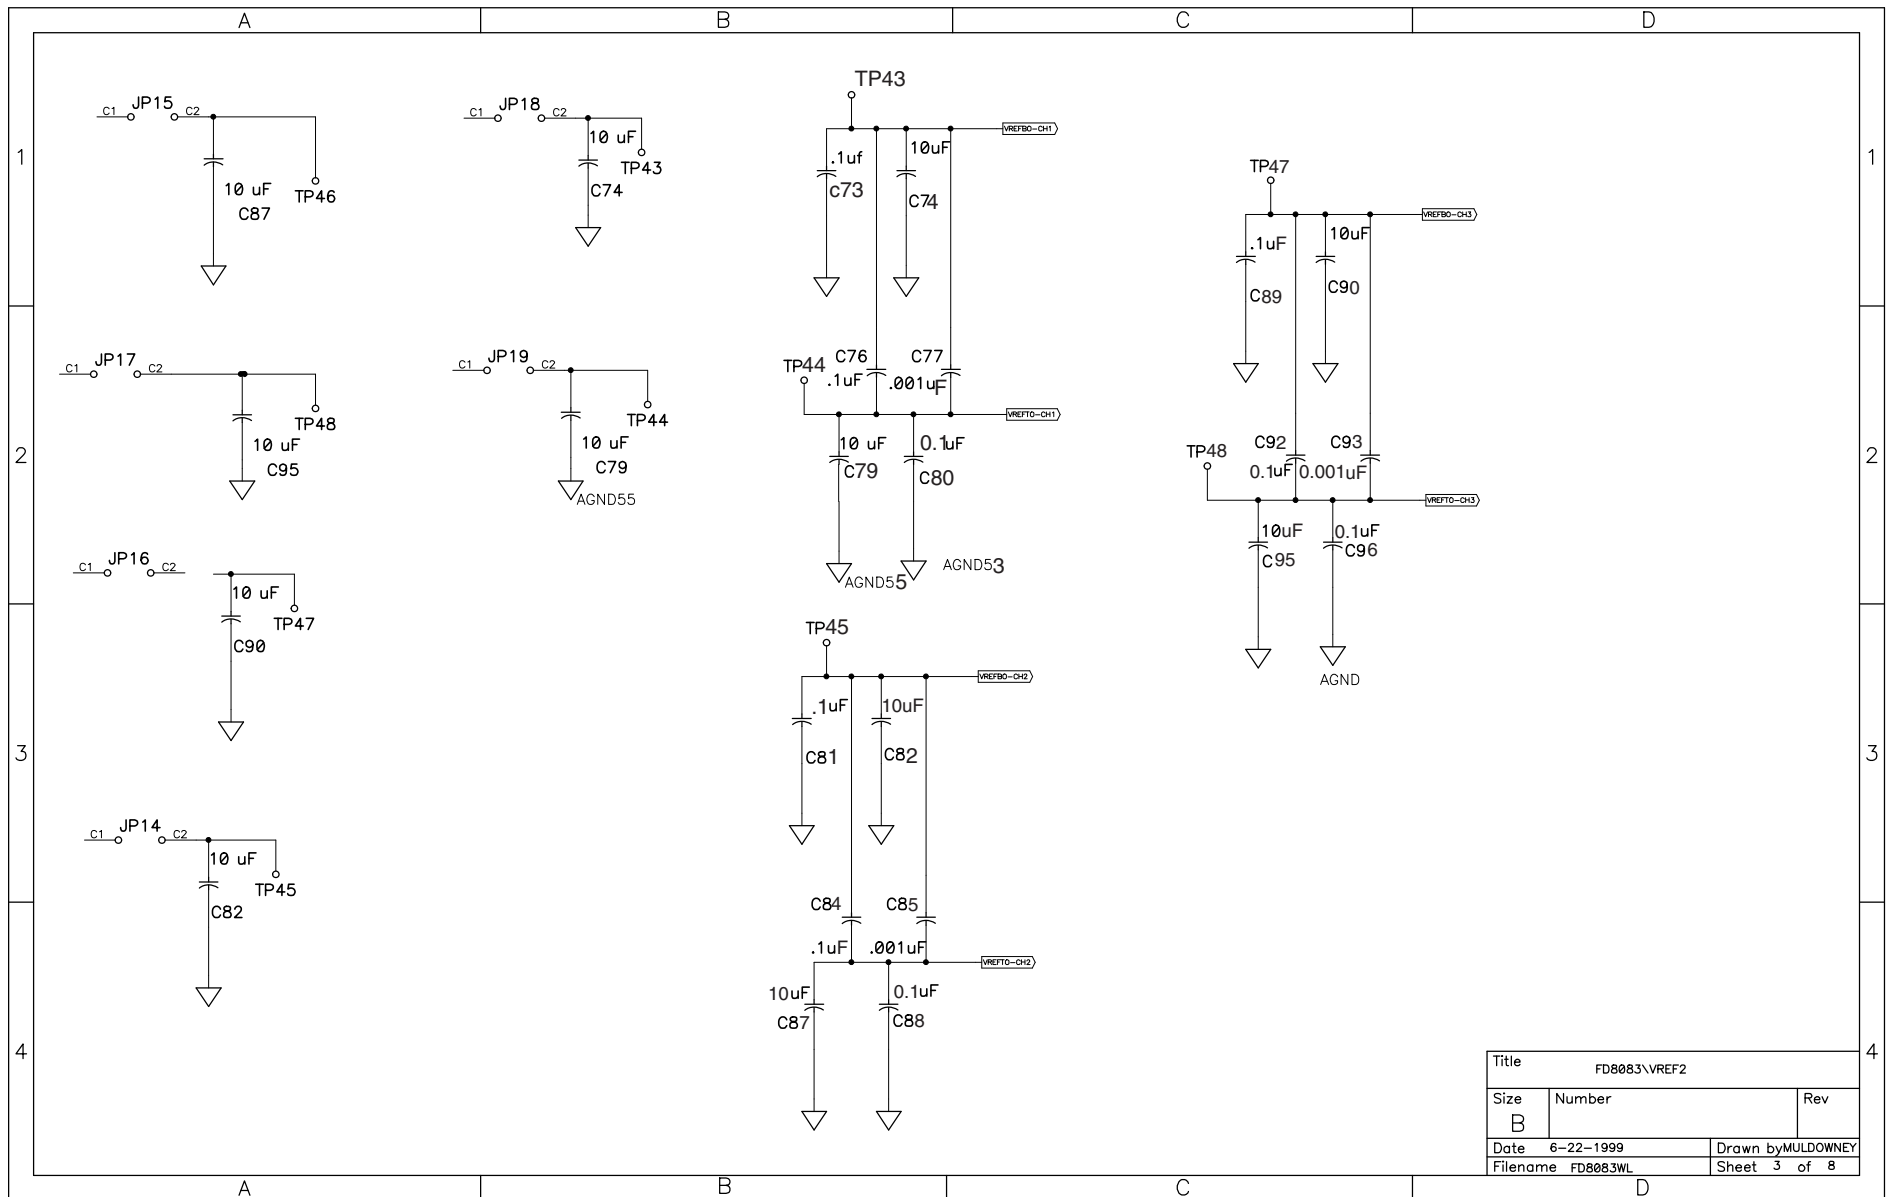 A B C D
1
JP15
C1 C2
10 uF
C87
TP46
JP18
C1 C2
10 uF
TP43
C74
TP43
VREFBO-CH1
.1uf
c73
10uF
C74
TP47
VREFBO-CH3
.1uF
C89
10uF
C90
1
2
JP17
C1 C2
TP48
10 uF
C95
JP19
C1 C2
TP44
10 uF
C79
AGND55
TP44
C76
.1uF
C77
.001uF
VREFTO-CH1
10 uF
C79
0.1uF
C80
AGND55
AGND53
TP48
C92
0.1uF
C93
0.001uF
VREFTO-CH3
10uF
C95
0.1uF
C96
AGND
2
JP16
C1 C2
10 uF
TP47
C90
3
TP45
VREFBO-CH2
.1uF
C81
10uF
C82
3
JP14
C1 C2
10 uF
TP45
C82
C84
.1uF
C85
.001uF
VREFTO-CH2
10uF
C87
0.1uF
C88
4
4
Title
FD8083\VREF2
Size
B
Number
Rev
Date 6-22-1999
Drawn byMULDOWNEY
Filename FD8083WL
Sheet 3 of 8
A B C D